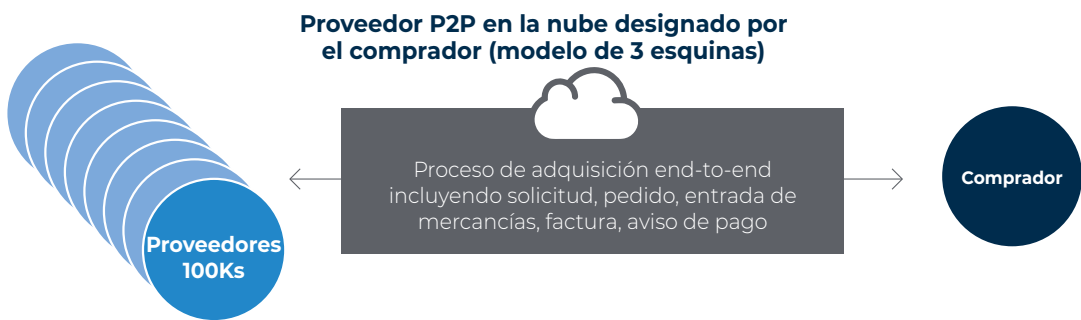 Proveedor P2P en la nube designado por
el comprador (modelo de 3 esquinas)
Proceso de adquisición end-to-end
incluyendo solicitud, pedido, entrada de
mercancías, factura, aviso de pago
Proveedores
100Ks
Comprador